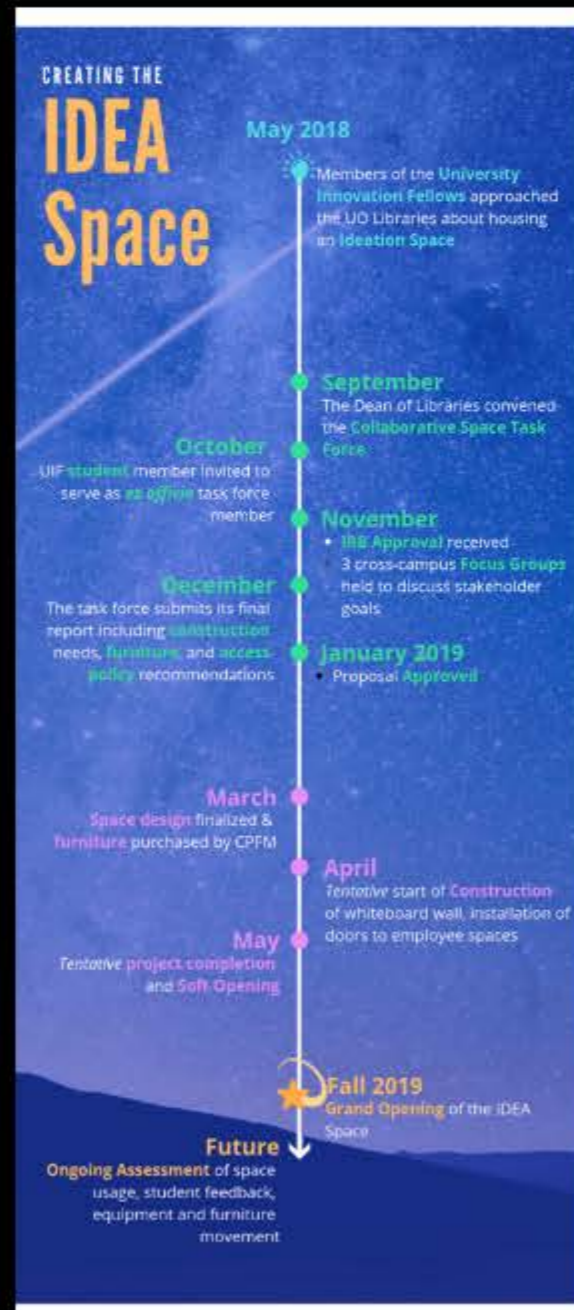 CREATING THE
IDEA
Space
May 2018
Members of the University
Innovation Fellows approached
the UO Libraries about housing
an Ideation Space
September
The Dean of Libraries convened
the Collaborative Space Task
Force
October
UIF student member invited to
serve as ex officio task force
member
November
• IRB Approval received
3 cross-campus Focus Groups
held to discuss stakeholder
goals
December
The task force submits its final
report including construction
needs, furniture, and access
policy recommendations
January 2019
• Proposal Approved
March
Space design finalized &
furniture purchased by CPFM
April
Tentative start of Construction
of whiteboard wall, installation of
doors to employee spaces
May
Tentative project completion
and Soft Opening
Fall 2019
Grand Opening of the IDEA
Space
Future
Ongoing Assessment of space
usage, student feedback,
equipment and furniture
movement